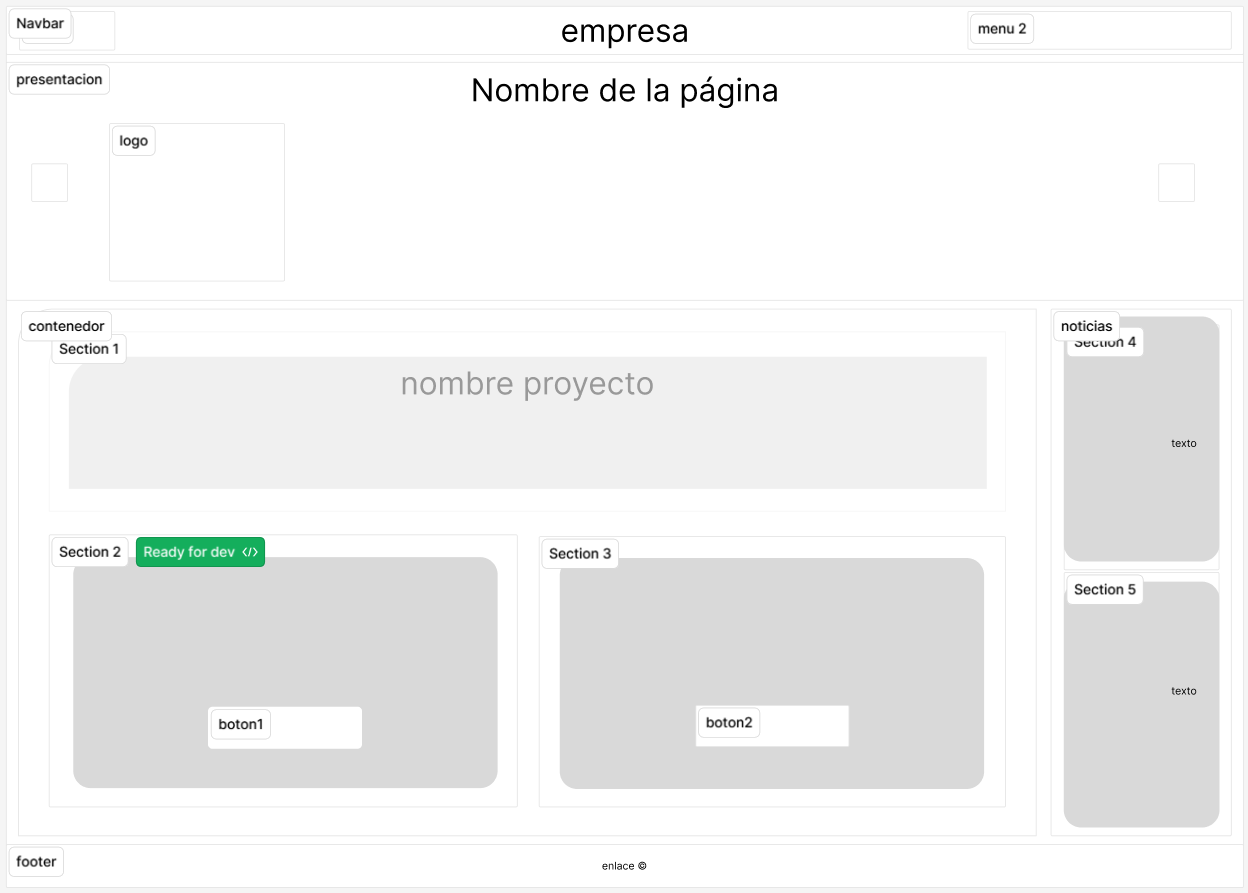 Navbar
empresa
menu 2
presentacion
Nombre de la página
logo
contenedor
Section 1
nombre proyecto
Section 2
Ready for dev </>
boton1
Section 3
boton2
noticias
Section 4
texto
Section 5
texto
footer
enlace ©